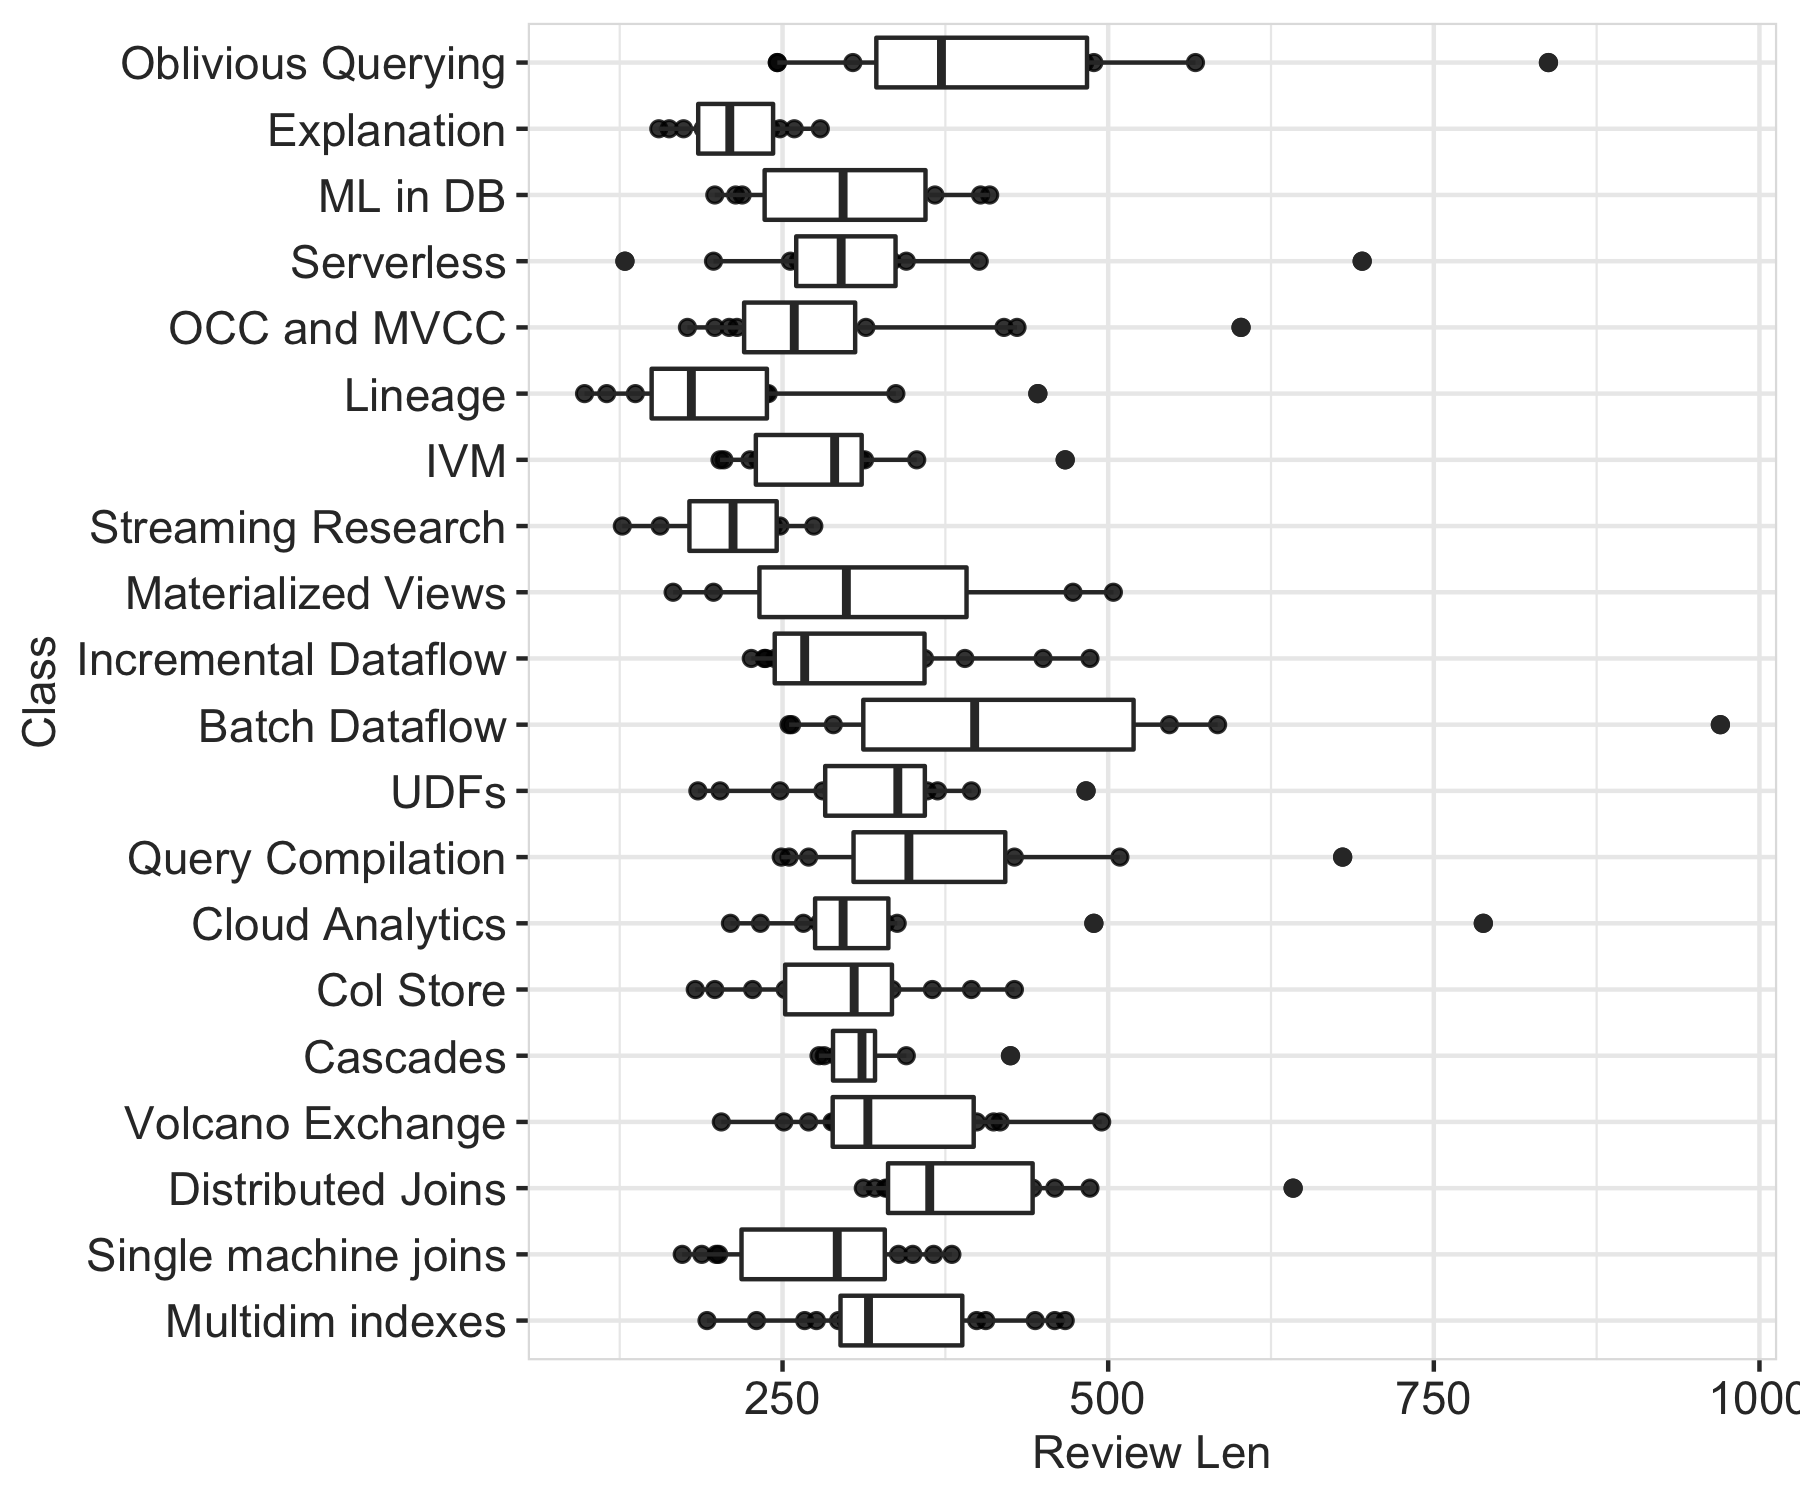 Oblivious Querying
Explanation
ML in DB
Serverless
OCC and MVCC
Lineage
IVM
Streaming Research
Materialized Views
Incremental Dataflow
Batch Dataflow
UDFs
Query Compilation
Cloud Analytics
Col Store
Cascades
Volcano Exchange
Distributed Joins
Single machine joins
Multidim indexes
Class
250 500 750 1000
Review Len